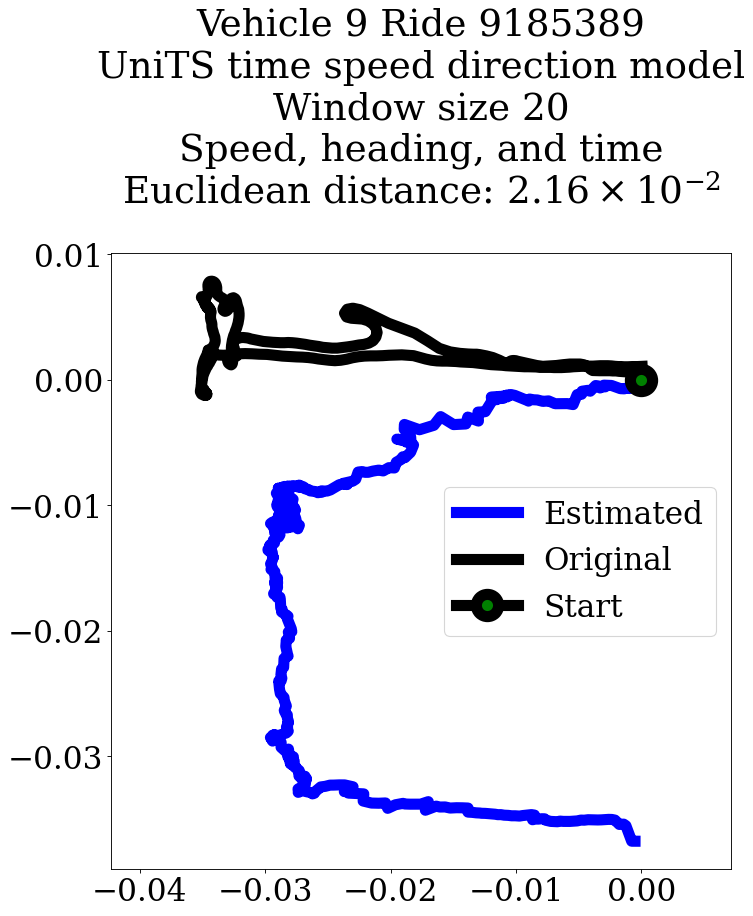 Vehicle 9 Ride 9185389
UniTS time speed direction model
Window size 20
Speed, heading, and time
Euclidean distance: 2.16 × 10⁻²
0.01
0.00
−0.01
−0.02
−0.03
Estimated
Original
Start
−0.04 −0.03 −0.02 −0.01 0.00